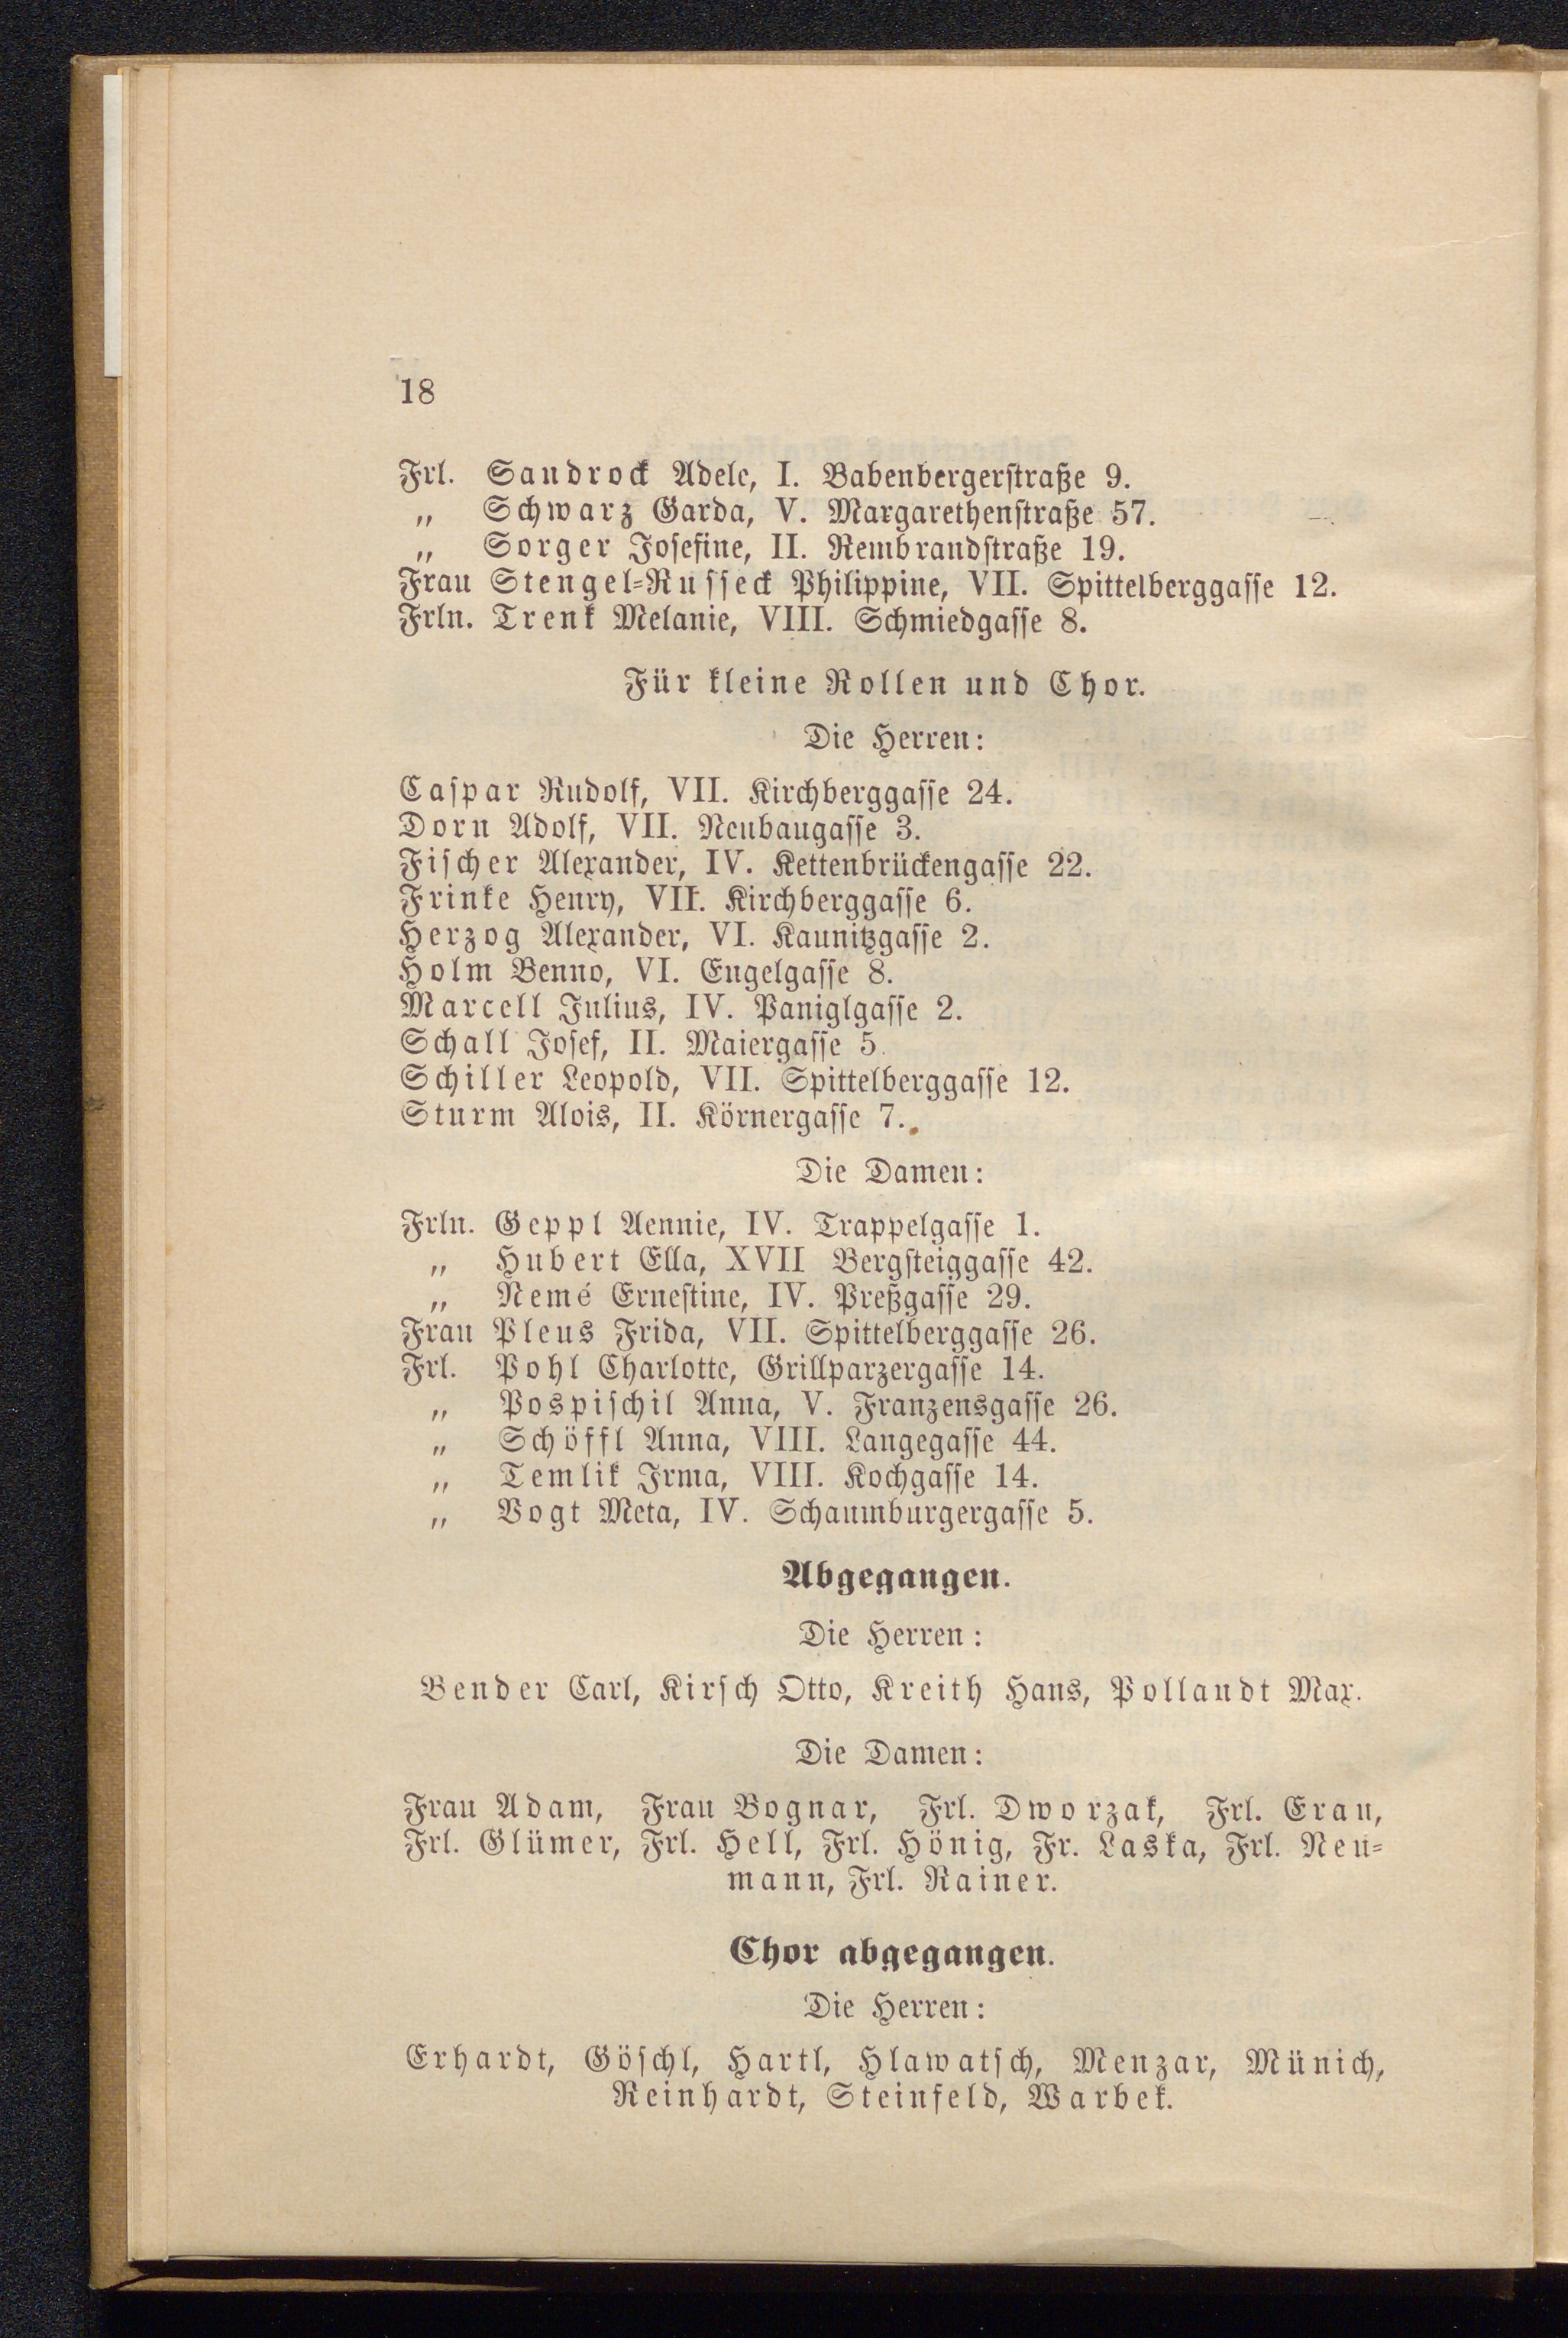 18
Frl. Sandrock Adele, I. Babenbergerstraße 9.
„ Schwarz Garda, V. Margarethenstraße 57.
„ Sorger Josefine, II. Rembrandstraße 19.
Frau Stengel-Russeck Philippine, VII. Spittelberggasse 12.
Frln. Trenk Melanie, VIII. Schmiedgasse 8.
Für kleine Rollen und Chor.
Die Herren:
Caspar Rudolf, VII. Kirchberggasse 24.
Dorn Adolf, VII. Neubaugasse 3.
Fischer Alexander, IV. Kettenbrückengasse 22.
Frinke Henry, VII. Kirchberggasse 6.
Herzog Alexander, VI. Kaunitzgasse 2.
Holm Benno, VI. Engelgasse 8.
Marcell Julius, IV. Paniglgasse 2.
Schall Josef, II. Maiergasse 5.
Schiller Leopold, VII. Spittelberggasse 12.
Sturm Alois, II. Körnergasse 7.
Die Damen:
Frln. Geppl Aennie, IV. Trappelgasse 1.
„ Hubert Ella, XVII Bergsteiggasse 42.
„ Nemé Ernestine, IV. Preßgasse 29.
Frau Pleus Frida, VII. Spittelberggasse 26.
Frl. Pohl Charlotte, Grillparzergasse 14.
„ Pospischil Anna, V. Franzensgasse 26.
„ Schöffl Anna, VIII. Langegasse 44.
„ Temlik Irma, VIII. Kochgasse 14.
„ Vogt Meta, IV. Schaumburgergasse 5.
Abgegangen.
Die Herren:
Bender Carl, Kirsch Otto, Kreith Hans, Pollandt Max.
Die Damen:
Frau Adam, Frau Bognar, Frl. Dworzak, Frl. Erau,
Frl. Glümer, Frl. Hell, Frl. Hönig, Fr. Laska, Frl. Neu-
mann, Frl. Rainer.
Chor abgegangen.
Die Herren:
Erhardt, Göschl, Hartl, Hlawatsch, Menzar, Münich,
Reinhardt, Steinfeld, Warbek.